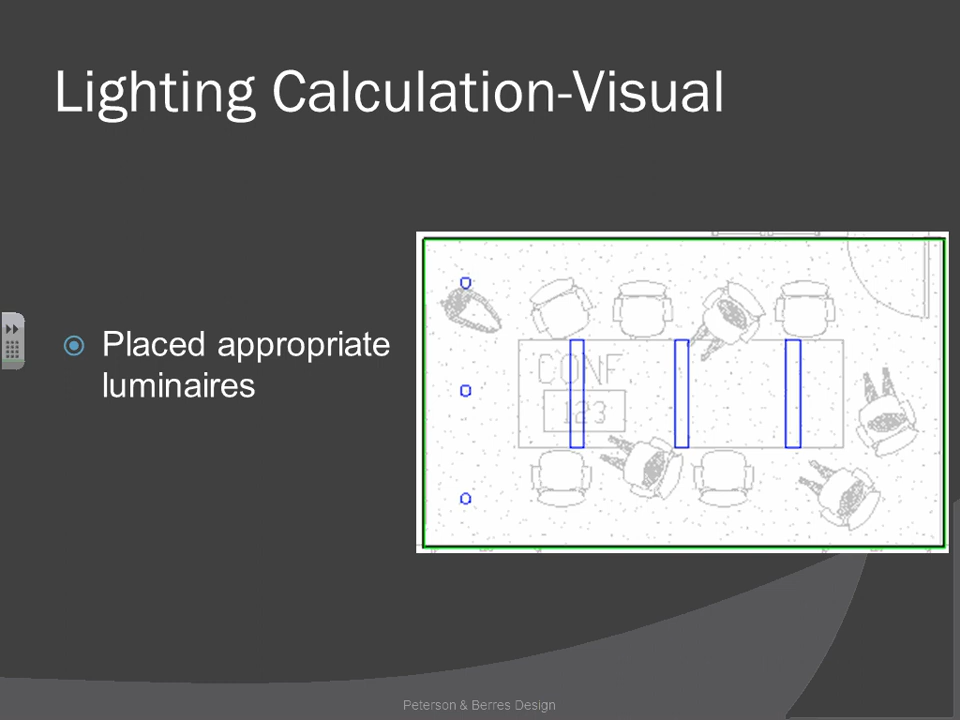 Lighting Calculation-Visual
Placed appropriate
luminaires
CONF
123
Peterson & Berres Design